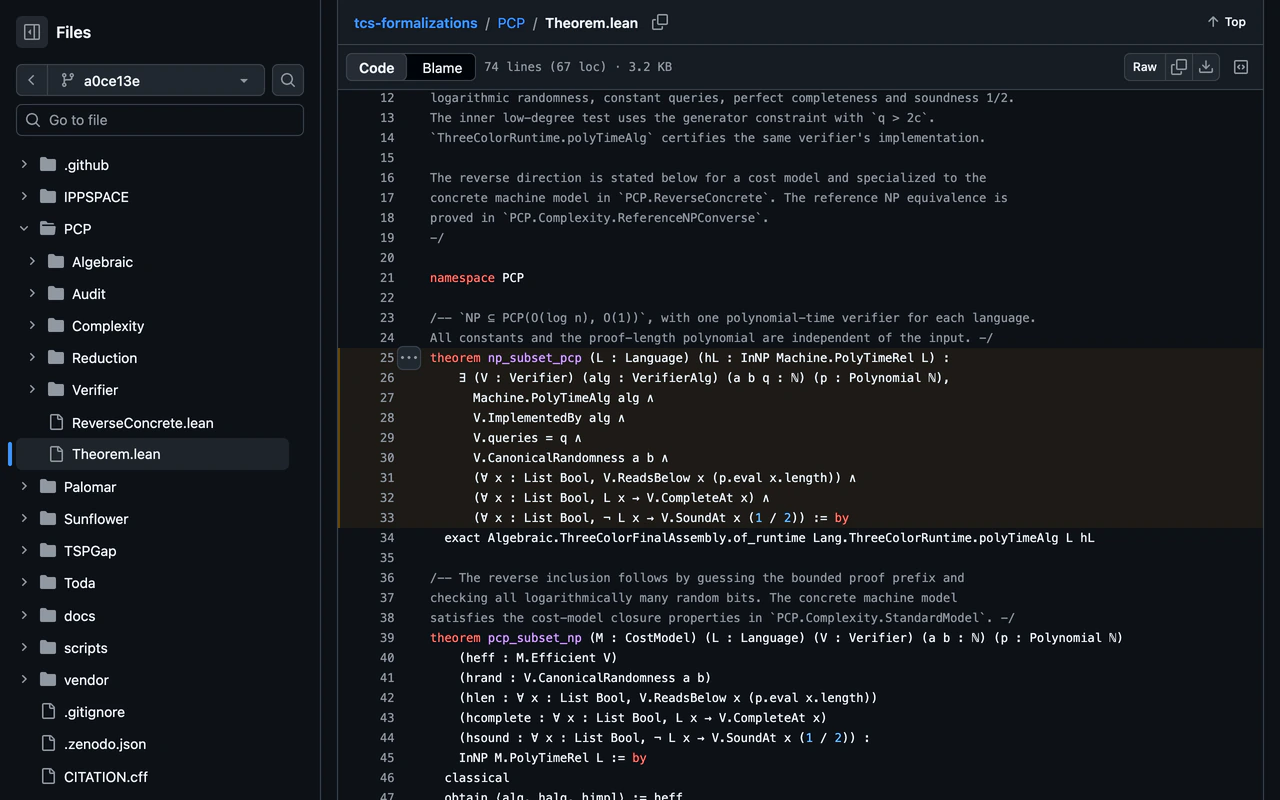 Files
tcs-formalizations / PCP / Theorem.lean
Top
a0ce13e
Code Blame 74 lines (67 loc) · 3.2 KB
Raw
Go to file
.github
IPPSPACE
PCP
Algebraic
Audit
Complexity
Reduction
Verifier
ReverseConcrete.lean
Theorem.lean
Palomar
Sunflower
TSPGap
Toda
docs
scripts
vendor
.gitignore
.zenodo.json
CITATION.cff
12 logarithmic randomness, constant queries, perfect completeness and soundness 1/2.
13 The inner low-degree test uses the generator constraint with `q > 2c`.
14 `ThreeColorRuntime.polyTimeAlg` certifies the same verifier's implementation.
15
16 The reverse direction is stated below for a cost model and specialized to the
17 concrete machine model in `PCP.ReverseConcrete`. The reference NP equivalence is
18 proved in `PCP.Complexity.ReferenceNPConverse`.
19 -/
20
21 namespace PCP
22
23 /-- `NP ⊆ PCP(O(log n), O(1))`, with one polynomial-time verifier for each language.
24 All constants and the proof-length polynomial are independent of the input. -/
25 theorem np_subset_pcp (L : Language) (hL : InNP Machine.PolyTimeRel L) :
26 ∃ (V : Verifier) (alg : VerifierAlg) (a b q : ℕ) (p : Polynomial ℕ),
27 Machine.PolyTimeAlg alg ∧
28 V.ImplementedBy alg ∧
29 V.queries = q ∧
30 V.CanonicalRandomness a b ∧
31 (∀ x : List Bool, V.ReadsBelow x (p.eval x.length)) ∧
32 (∀ x : List Bool, L x → V.CompleteAt x) ∧
33 (∀ x : List Bool, ¬ L x → V.SoundAt x (1 / 2)) := by
34 exact Algebraic.ThreeColorFinalAssembly.of_runtime Lang.ThreeColorRuntime.polyTimeAlg L hL
35
36 /-- The reverse inclusion follows by guessing the bounded proof prefix and
37 checking all logarithmically many random bits. The concrete machine model
38 satisfies the cost-model closure properties in `PCP.Complexity.StandardModel`. -/
39 theorem pcp_subset_np (M : CostModel) (L : Language) (V : Verifier) (a b : ℕ) (p : Polynomial ℕ)
40 (heff : M.Efficient V)
41 (hrand : V.CanonicalRandomness a b)
42 (hlen : ∀ x : List Bool, V.ReadsBelow x (p.eval x.length))
43 (hcomplete : ∀ x : List Bool, L x → V.CompleteAt x)
44 (hsound : ∀ x : List Bool, ¬ L x → V.SoundAt x (1 / 2)) :
45 InNP M.PolyTimeRel L := by
46 classical
47 obtain ⟨alg, halg, himpl⟩ := heff